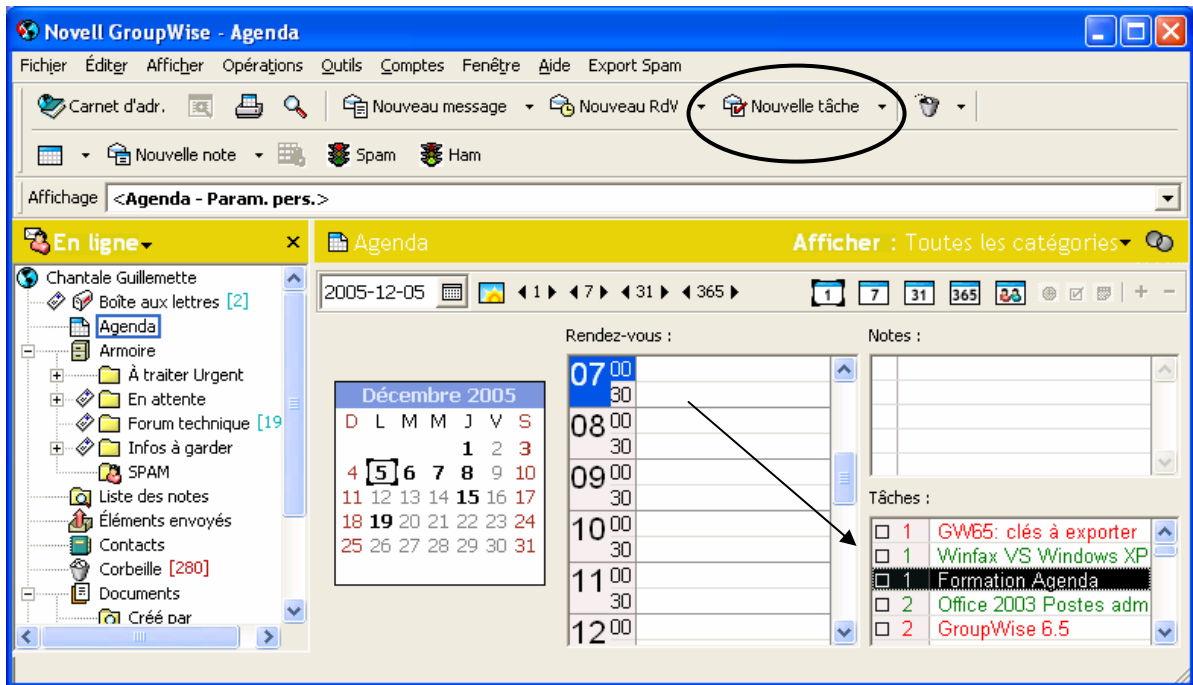 Novell GroupWise - Agenda
Fichier Éditer Afficher Opérations Outils Comptes Fenêtre Aide Export Spam
Carnet d'adr. Nouveau message Nouveau RdV Nouvelle tâche
Nouvelle note Spam Ham
Affichage <Agenda - Param. pers.>
En ligne
Chantale Guillemette
Boîte aux lettres [2]
Agenda
Armoire
À traiter Urgent
En attente
Forum technique [19
Infos à garder
SPAM
Liste des notes
Éléments envoyés
Contacts
Corbeille [280]
Documents
Créé par
Agenda Afficher : Toutes les catégories
2005-12-05 1 7 31 365 1 7 31 365
Décembre 2005
D L M M J V S
1 2 3
4 5 6 7 8 9 10
11 12 13 14 15 16 17
18 19 20 21 22 23 24
25 26 27 28 29 30 31
Rendez-vous :
07 00
30
08 00
30
09 00
30
10 00
30
11 00
30
12 00
Notes :
Tâches :
1 GW65: clés à exporter
1 Winfax VS Windows XP
1 Formation Agenda
2 Office 2003 Postes adm
2 GroupWise 6.5